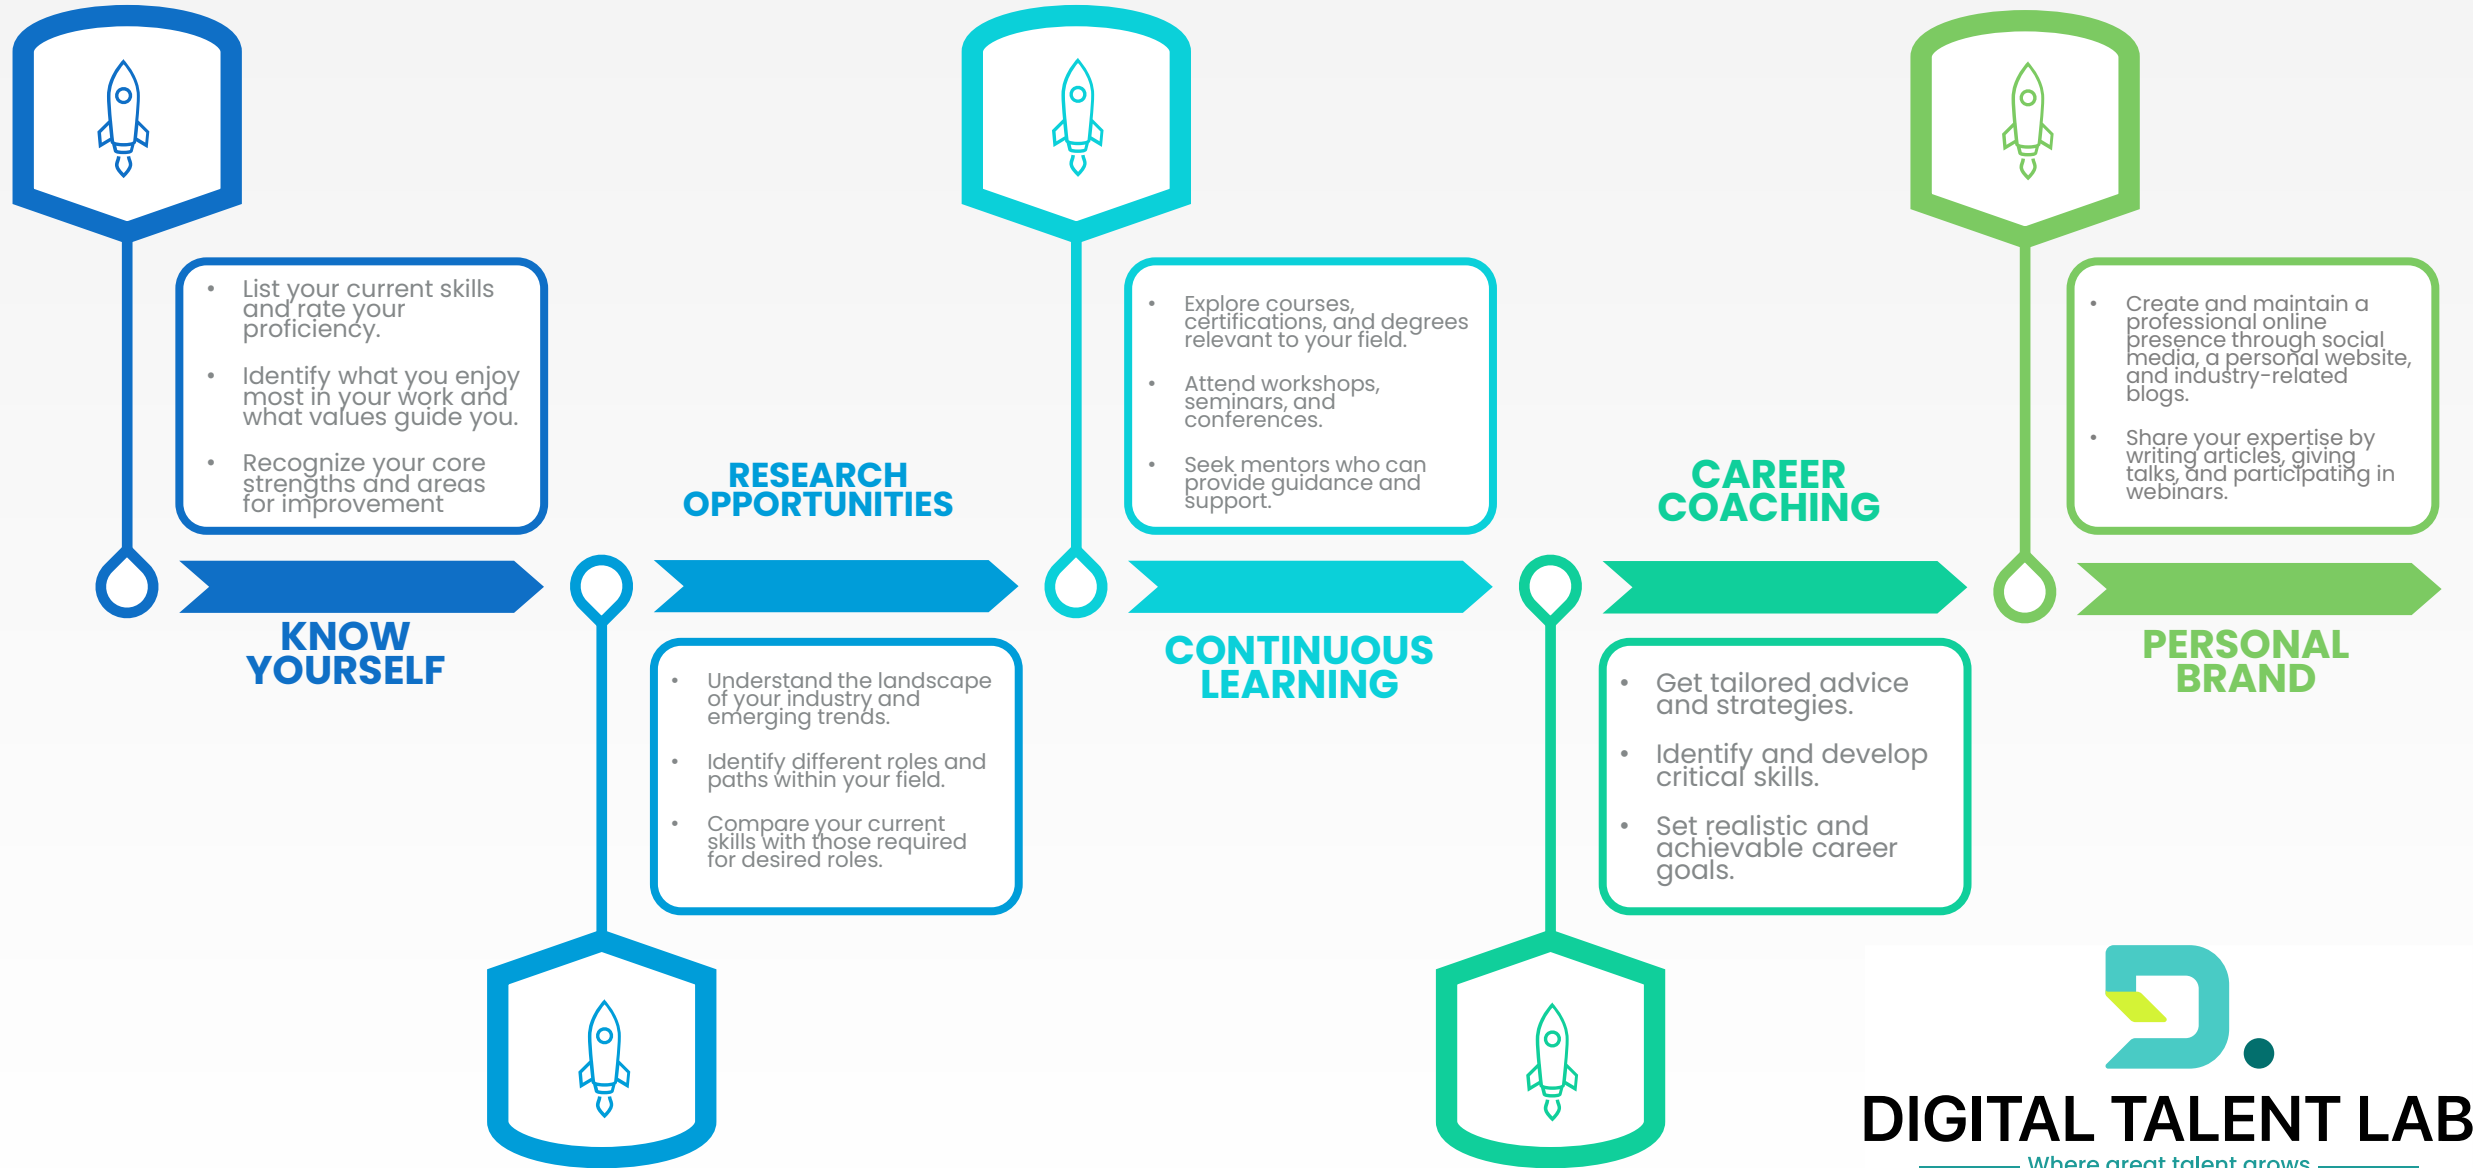 • List your current skills
and rate your
proficiency.
• Identify what you enjoy
most in your work and
what values guide you.
• Recognize your core
strengths and areas
for improvement
KNOW
YOURSELF
RESEARCH
OPPORTUNITIES
• Understand the landscape
of your industry and
emerging trends.
• Identify different roles and
paths within your field.
• Compare your current
skills with those required
for desired roles.
• Explore courses,
certifications, and degrees
relevant to your field.
• Attend workshops,
seminars, and
conferences.
• Seek mentors who can
provide guidance and
support.
CONTINUOUS
LEARNING
CAREER
COACHING
• Get tailored advice
and strategies.
• Identify and develop
critical skills.
• Set realistic and
achievable career
goals.
• Create and maintain a
professional online
presence through social
media, a personal website,
and industry-related
blogs.
• Share your expertise by
writing articles, giving
talks, and participating in
webinars.
PERSONAL
BRAND
DIGITAL TALENT LAB
Where great talent grows